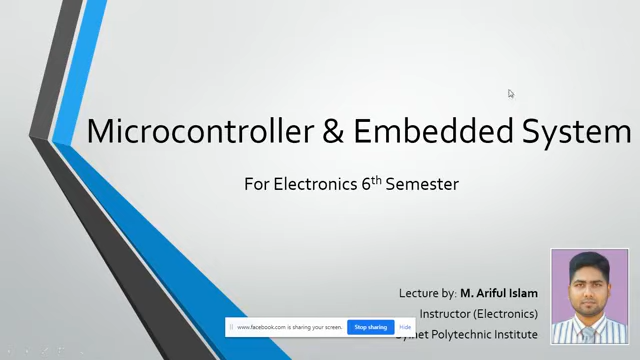 Microcontroller & Embedded System
For Electronics 6th Semester
Lecture by: M. Ariful Islam
Instructor (Electronics)
www.facebook.com is sharing your screen. Stop sharing Hide
Polytechnic Institute